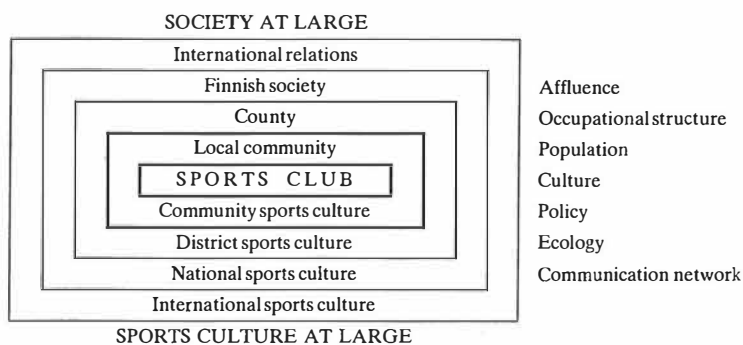 SOCIETY AT LARGE
International relations
Finnish society
County
Local community
SPORTS CLUB
Community sports culture
District sports culture
National sports culture
International sports culture
SPORTS CULTURE AT LARGE
Affluence
Occupational structure
Population
Culture
Policy
Ecology
Communication network